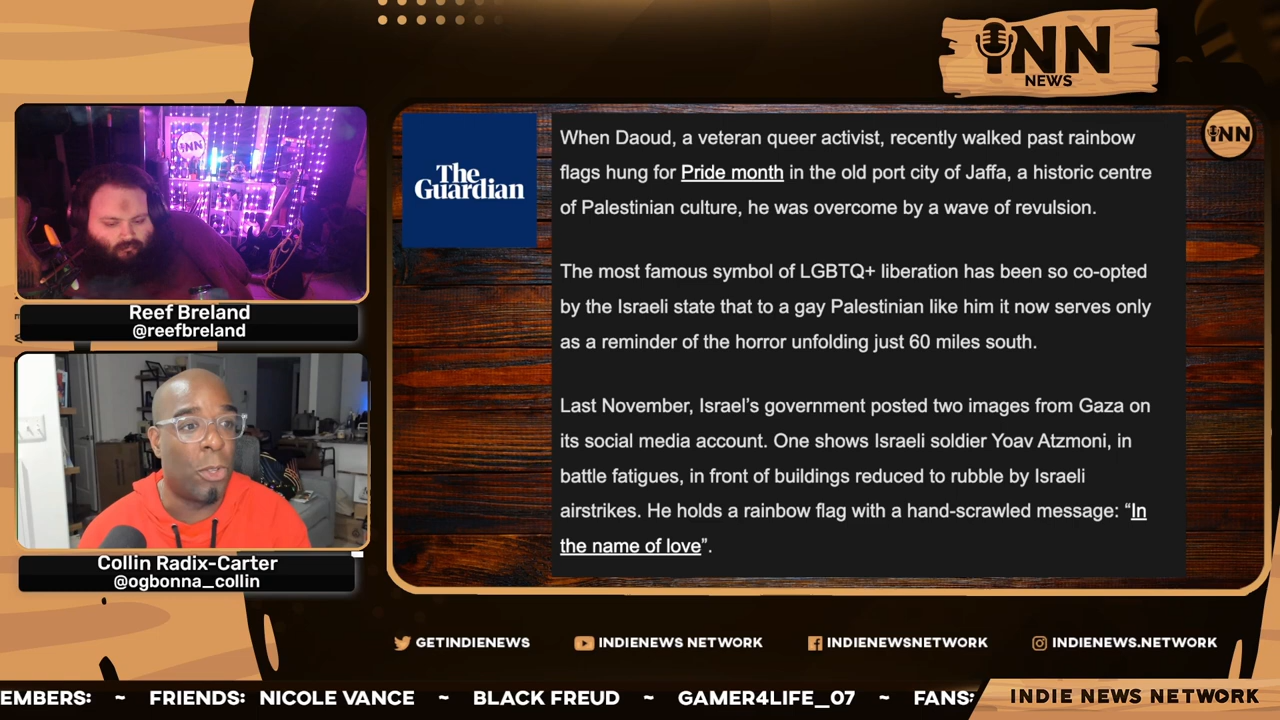 INN
NEWS
INN
The
Guardian
When Daoud, a veteran queer activist, recently walked past rainbow
flags hung for Pride month in the old port city of Jaffa, a historic centre
of Palestinian culture, he was overcome by a wave of revulsion.
The most famous symbol of LGBTQ+ liberation has been so co-opted
by the Israeli state that to a gay Palestinian like him it now serves only
as a reminder of the horror unfolding just 60 miles south.
Last November, Israel’s government posted two images from Gaza on
its social media account. One shows Israeli soldier Yoav Atzmoni, in
battle fatigues, in front of buildings reduced to rubble by Israeli
airstrikes. He holds a rainbow flag with a hand-scrawled message: “In
the name of love”.
INN
Reef Breland
@reefbreland
Collin Radix-Carter
@ogbonna_collin
GETINDIENEWS
INDIENEWS NETWORK
INDIENEWSNETWORK
INDIENEWS.NETWORK
EMBERS: ~ FRIENDS: NICOLE VANCE ~ BLACK FREUD ~ GAMER4LIFE_07 ~ FANS:
INDIE NEWS NETWORK